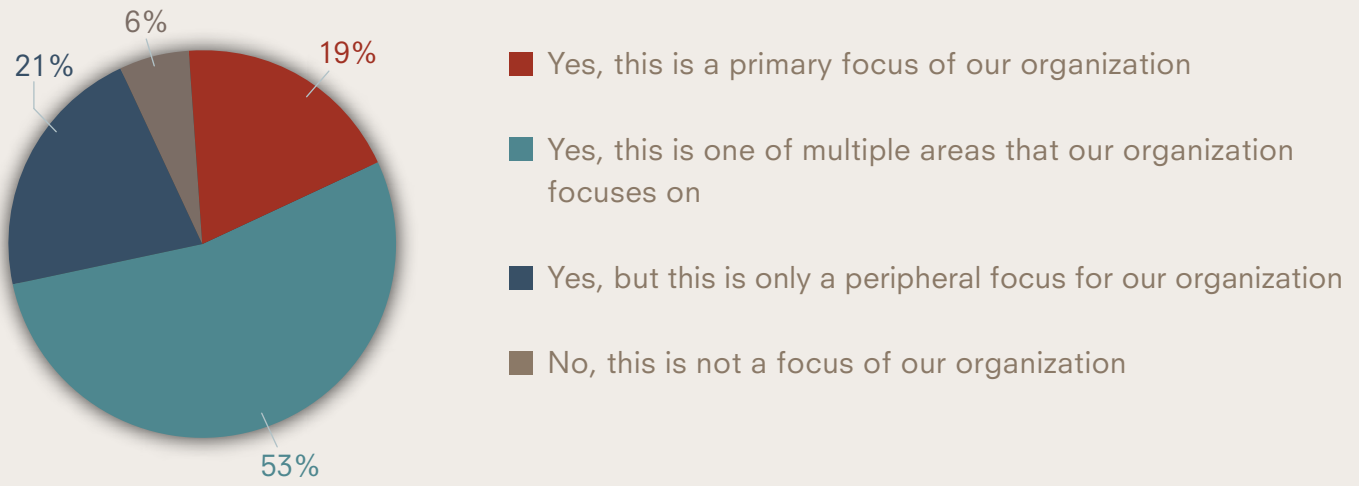 6%
19%
21%
53%
Yes, this is a primary focus of our organization
Yes, this is one of multiple areas that our organization
focuses on
Yes, but this is only a peripheral focus for our organization
No, this is not a focus of our organization